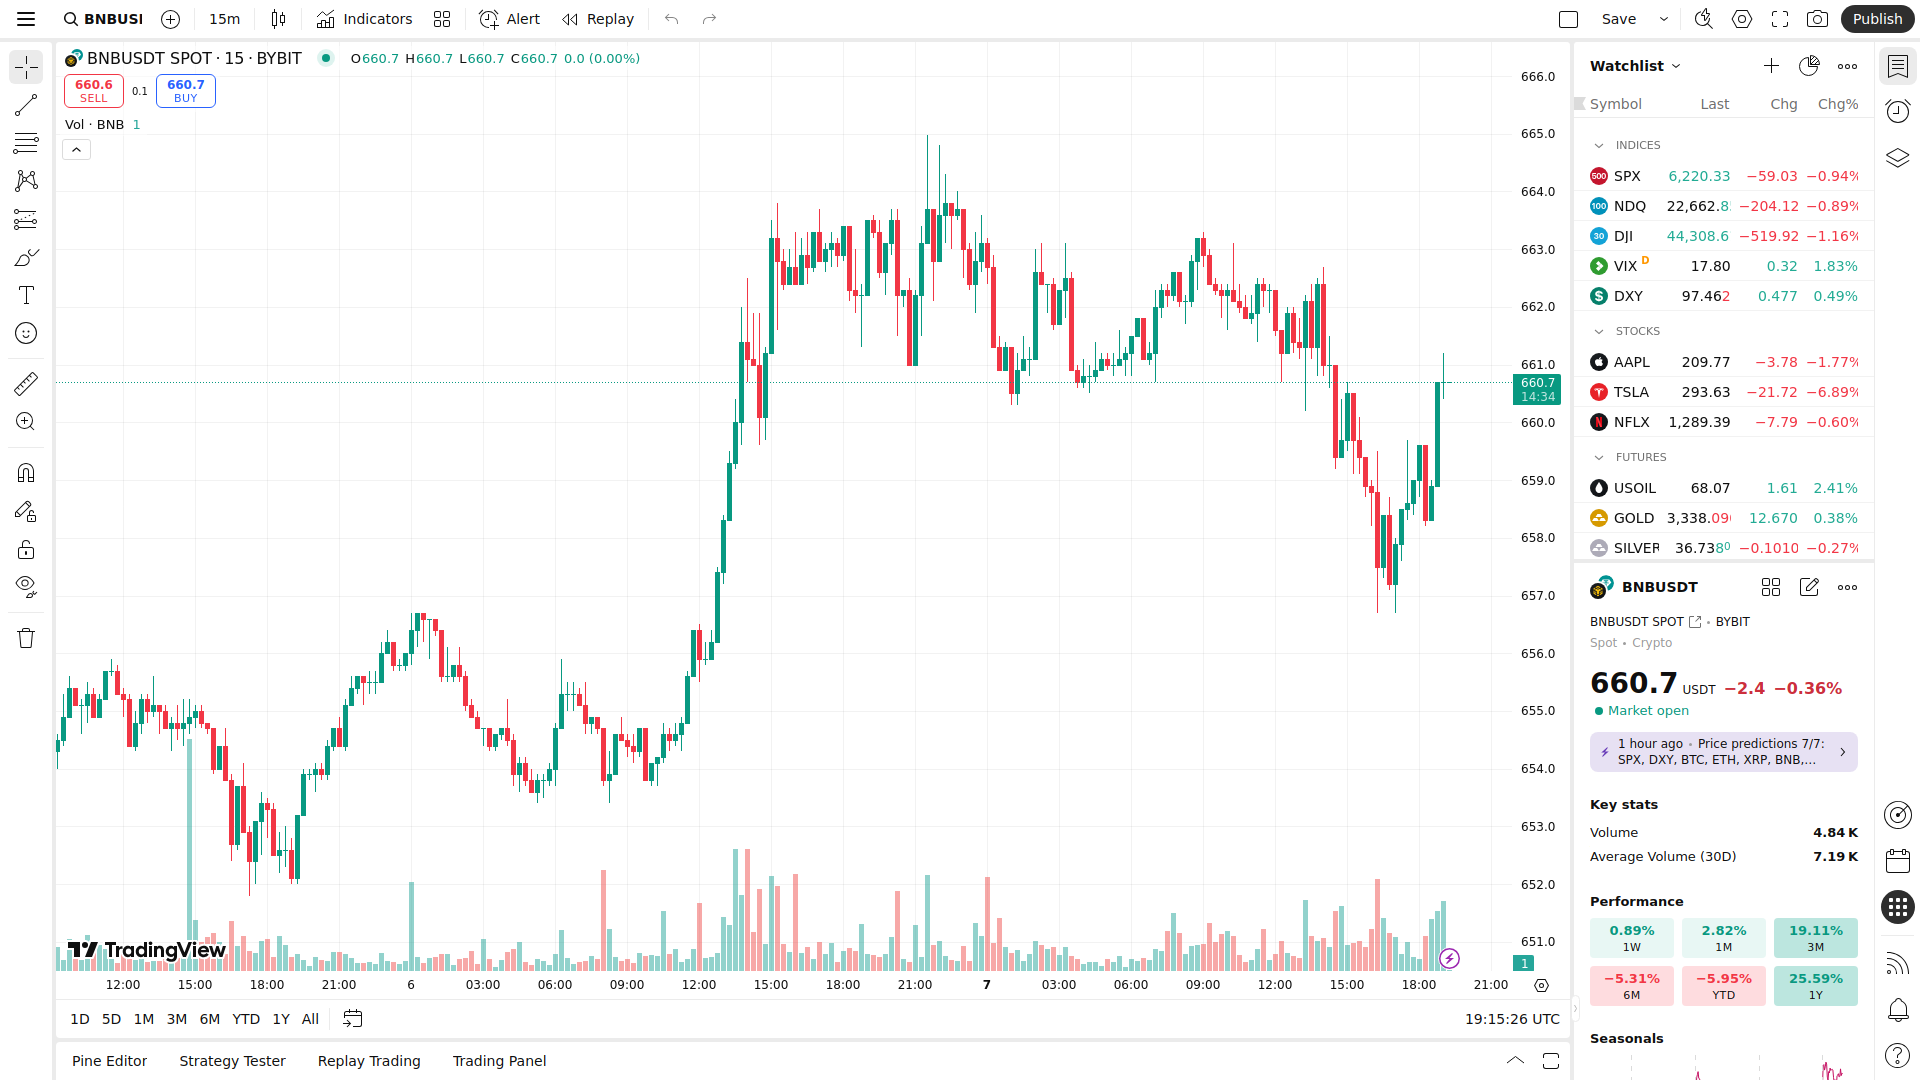 BNBUSI 15m Indicators Alert Replay Save Publish
BNBUSDT SPOT · 15 · BYBIT O660.7 H660.7 L660.7 C660.7 0.0 (0.00%)
660.6 SELL 0.1 660.7 BUY
Vol · BNB 1
666.0
665.0
664.0
663.0
662.0
661.0
660.7
14:34
660.0
659.0
658.0
657.0
656.0
655.0
654.0
653.0
652.0
651.0
1
TradingView
12:00 15:00 18:00 21:00 6 03:00 06:00 09:00 12:00 15:00 18:00 21:00 7 03:00 06:00 09:00 12:00 15:00 18:00 21:00
1D 5D 1M 3M 6M YTD 1Y All 19:15:26 UTC
Pine Editor Strategy Tester Replay Trading Trading Panel
Watchlist
Symbol Last Chg Chg%
INDICES
500 SPX 6,220.33 −59.03 −0.94%
100 NDQ 22,662.8 −204.12 −0.89%
30 DJI 44,308.6 −519.92 −1.16%
VIX D 17.80 0.32 1.83%
$ DXY 97.462 0.477 0.49%
STOCKS
AAPL 209.77 −3.78 −1.77%
TSLA 293.63 −21.72 −6.89%
N NFLX 1,289.39 −7.79 −0.60%
FUTURES
USOIL 68.07 1.61 2.41%
GOLD 3,338.09 12.670 0.38%
SILVER 36.738⁰ −0.1010 −0.27%
BNBUSDT
BNBUSDT SPOT • BYBIT
Spot • Crypto
660.7 USDT −2.4 −0.36%
Market open
1 hour ago • Price predictions 7/7:
SPX, DXY, BTC, ETH, XRP, BNB,...
Key stats
Volume 4.84 K
Average Volume (30D) 7.19 K
Performance
0.89% 2.82% 19.11%
1W 1M 3M
−5.31% −5.95% 25.59%
6M YTD 1Y
Seasonals